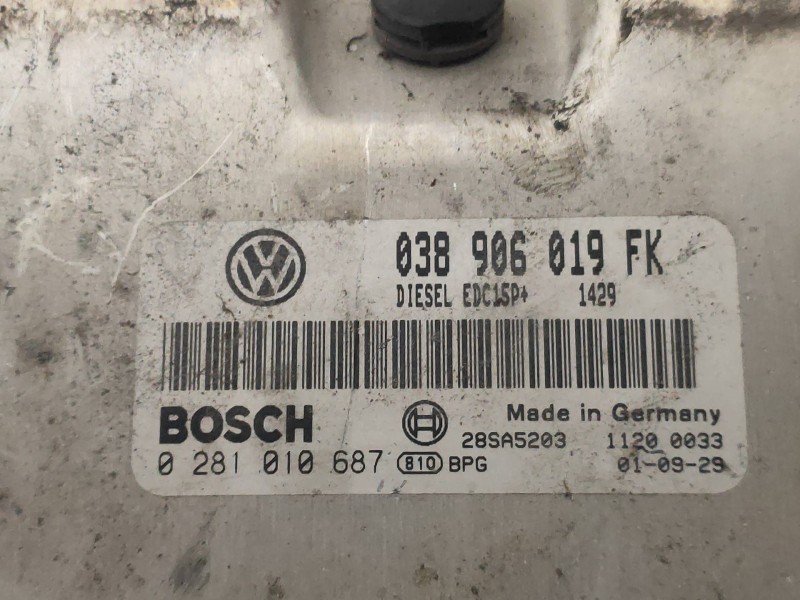 038 906 019 FK
DIESEL EDC15P+ 1429
BOSCH
Made in Germany
28SA5203 1120 0033
0 281 010 687 810 BPG 01-09-29